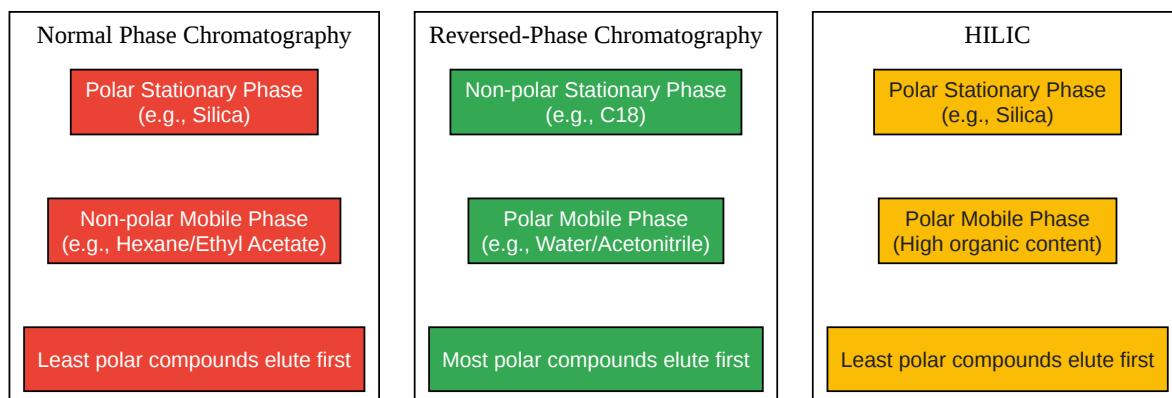 Normal Phase Chromatography
Polar Stationary Phase
(e.g., Silica)
Non-polar Mobile Phase
(e.g., Hexane/Ethyl Acetate)
Least polar compounds elute first
Reversed-Phase Chromatography
Non-polar Stationary Phase
(e.g., C18)
Polar Mobile Phase
(e.g., Water/Acetonitrile)
Most polar compounds elute first
HILIC
Polar Stationary Phase
(e.g., Silica)
Polar Mobile Phase
(High organic content)
Least polar compounds elute first